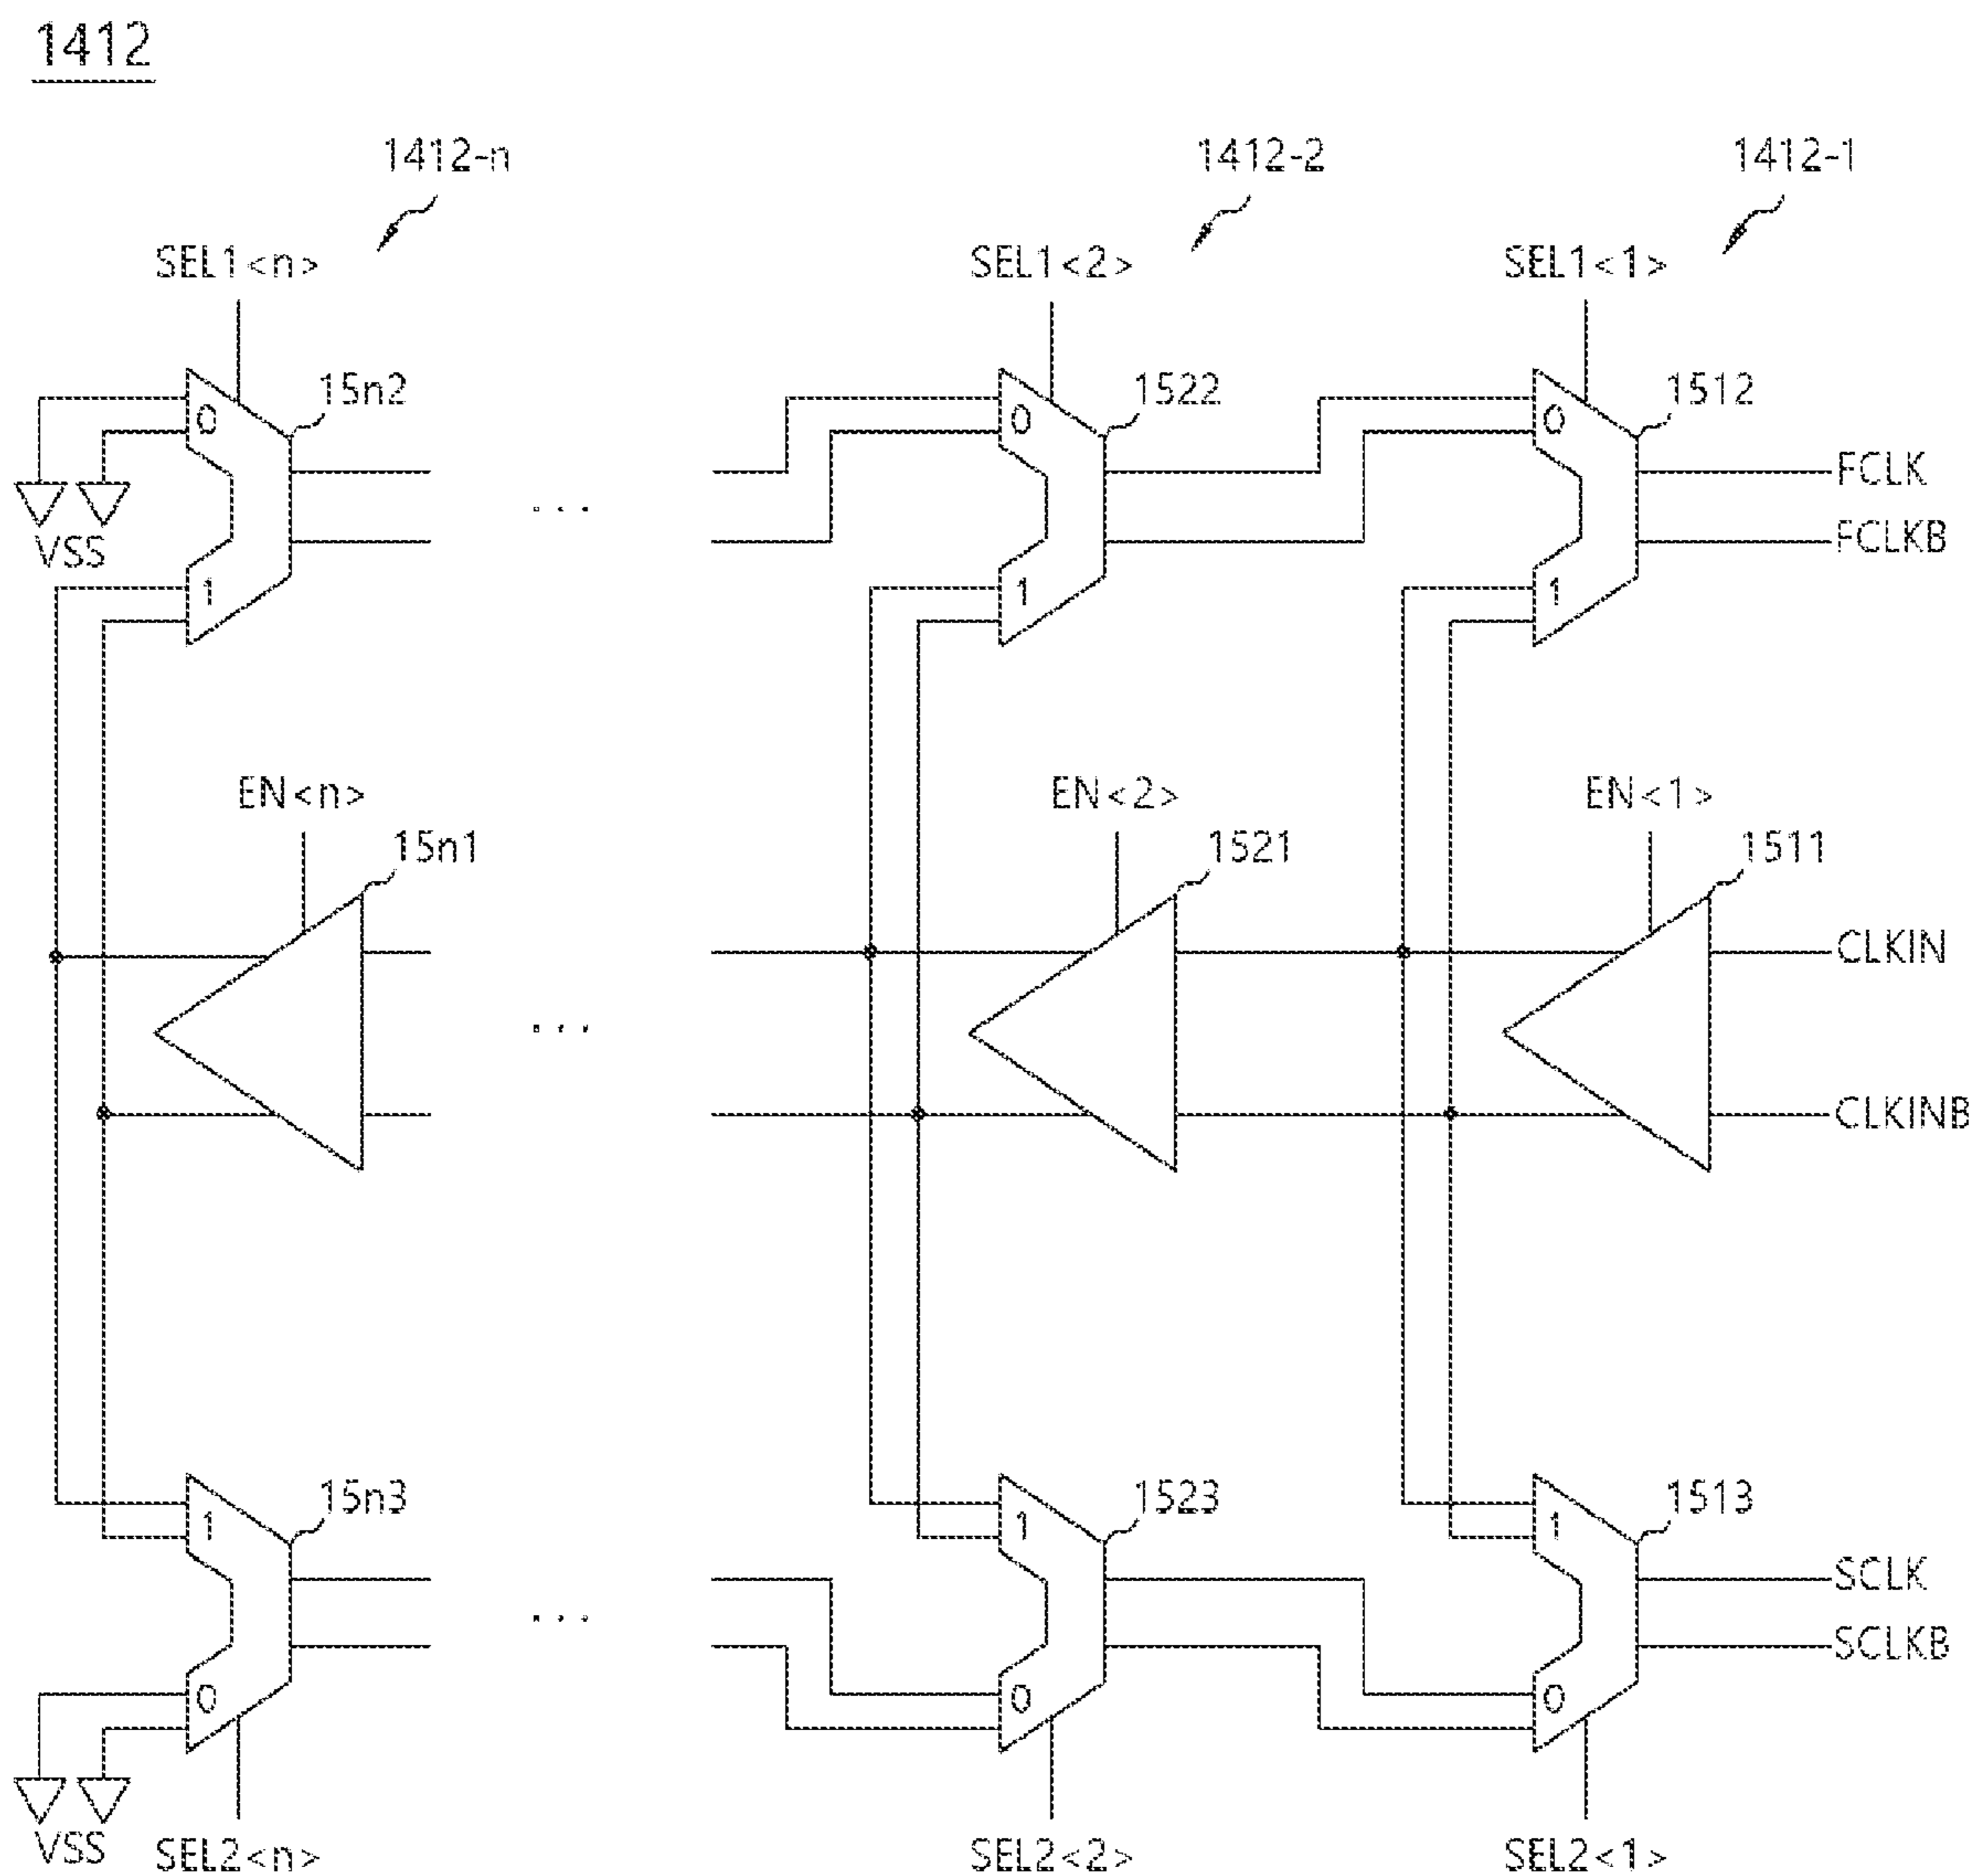 1412
1412-n 1412-2 1412-1
SEL1<n> SEL1<2> SEL1<1>
15n2 1522 1512
0 0 0
FCLK
... 
VSS FCLKB
1 1 1
EN<n> EN<2> EN<1>
15n1 1521 1511
CLKIN
...
CLKINB
15n3 1523 1513
1 1 1
SCLK
...
SCLKB
0 0 0
VSS SEL2<n> SEL2<2> SEL2<1>